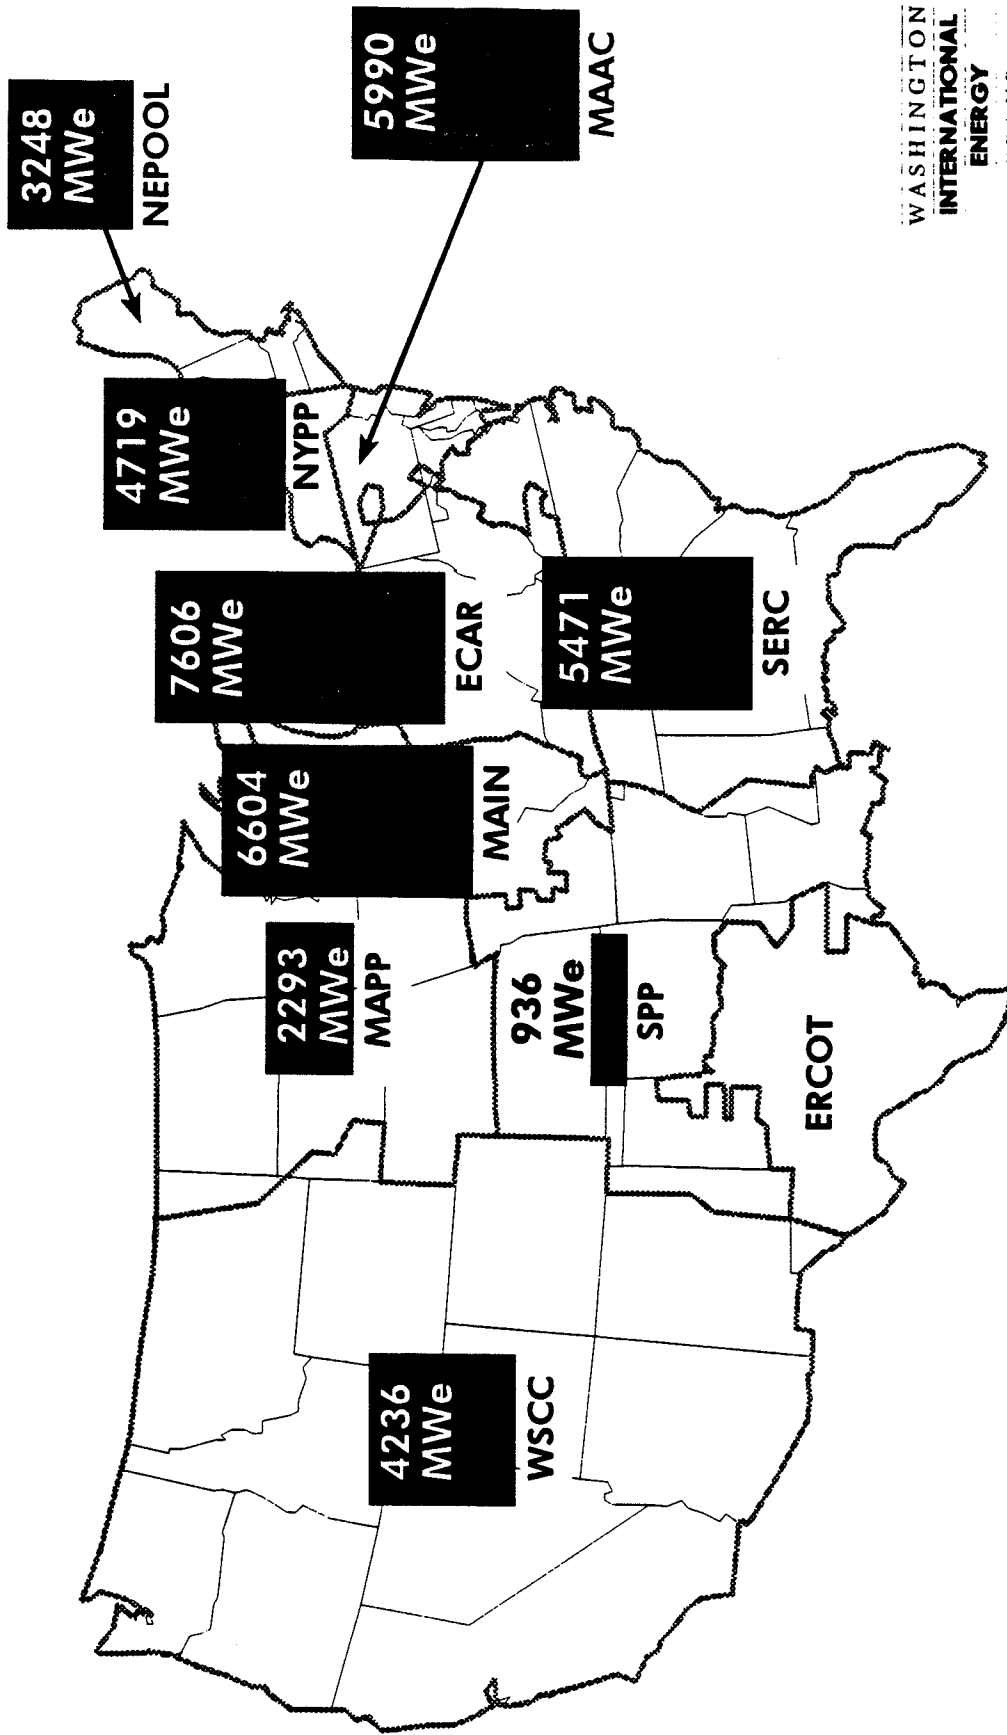 3248
MWe
NEPOOL
4719
MWe
NYPP
5990
MWe
MAAC
7606
MWe
ECAR
6604
MWe
MAIN
2293
MWe
MAPP
5471
MWe
SERC
936
MWe
SPP
ERCOT
4236
MWe
WSCC
WASHINGTON
INTERNATIONAL
ENERGY